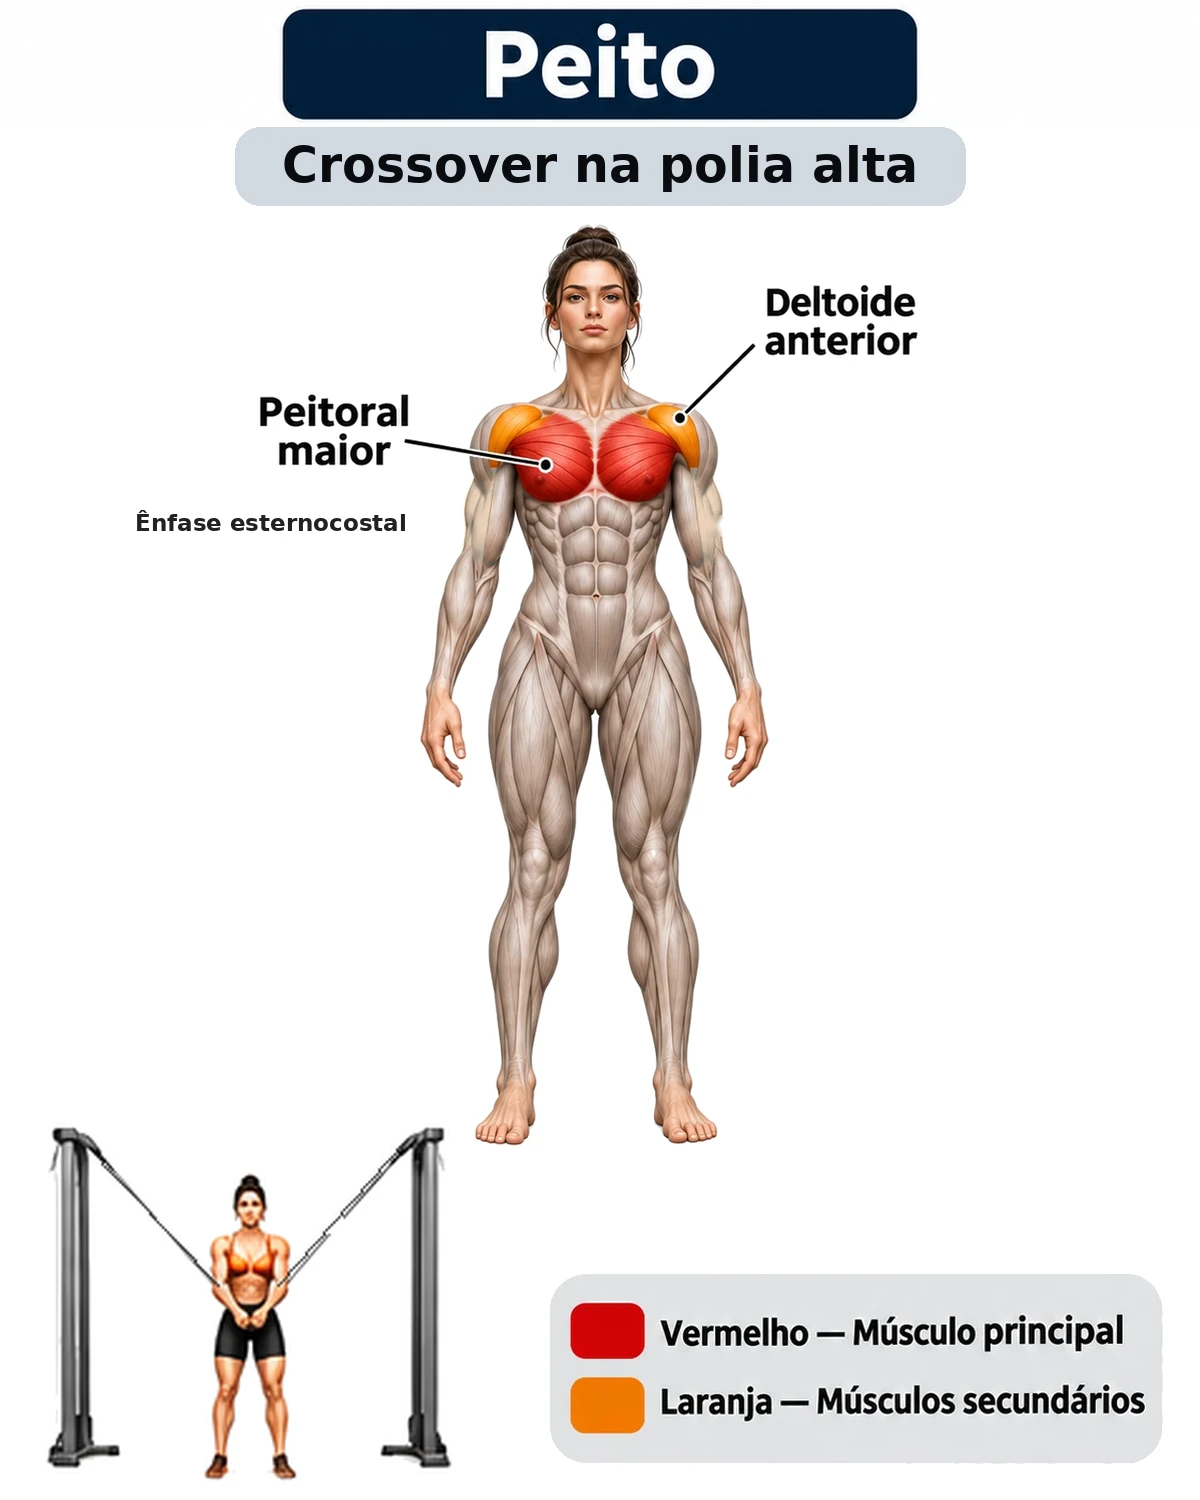 Peito
Crossover na polia alta
Deltoide
anterior
Peitoral
maior
Ênfase esternocostal
Vermelho — Músculo principal
Laranja — Músculos secundários